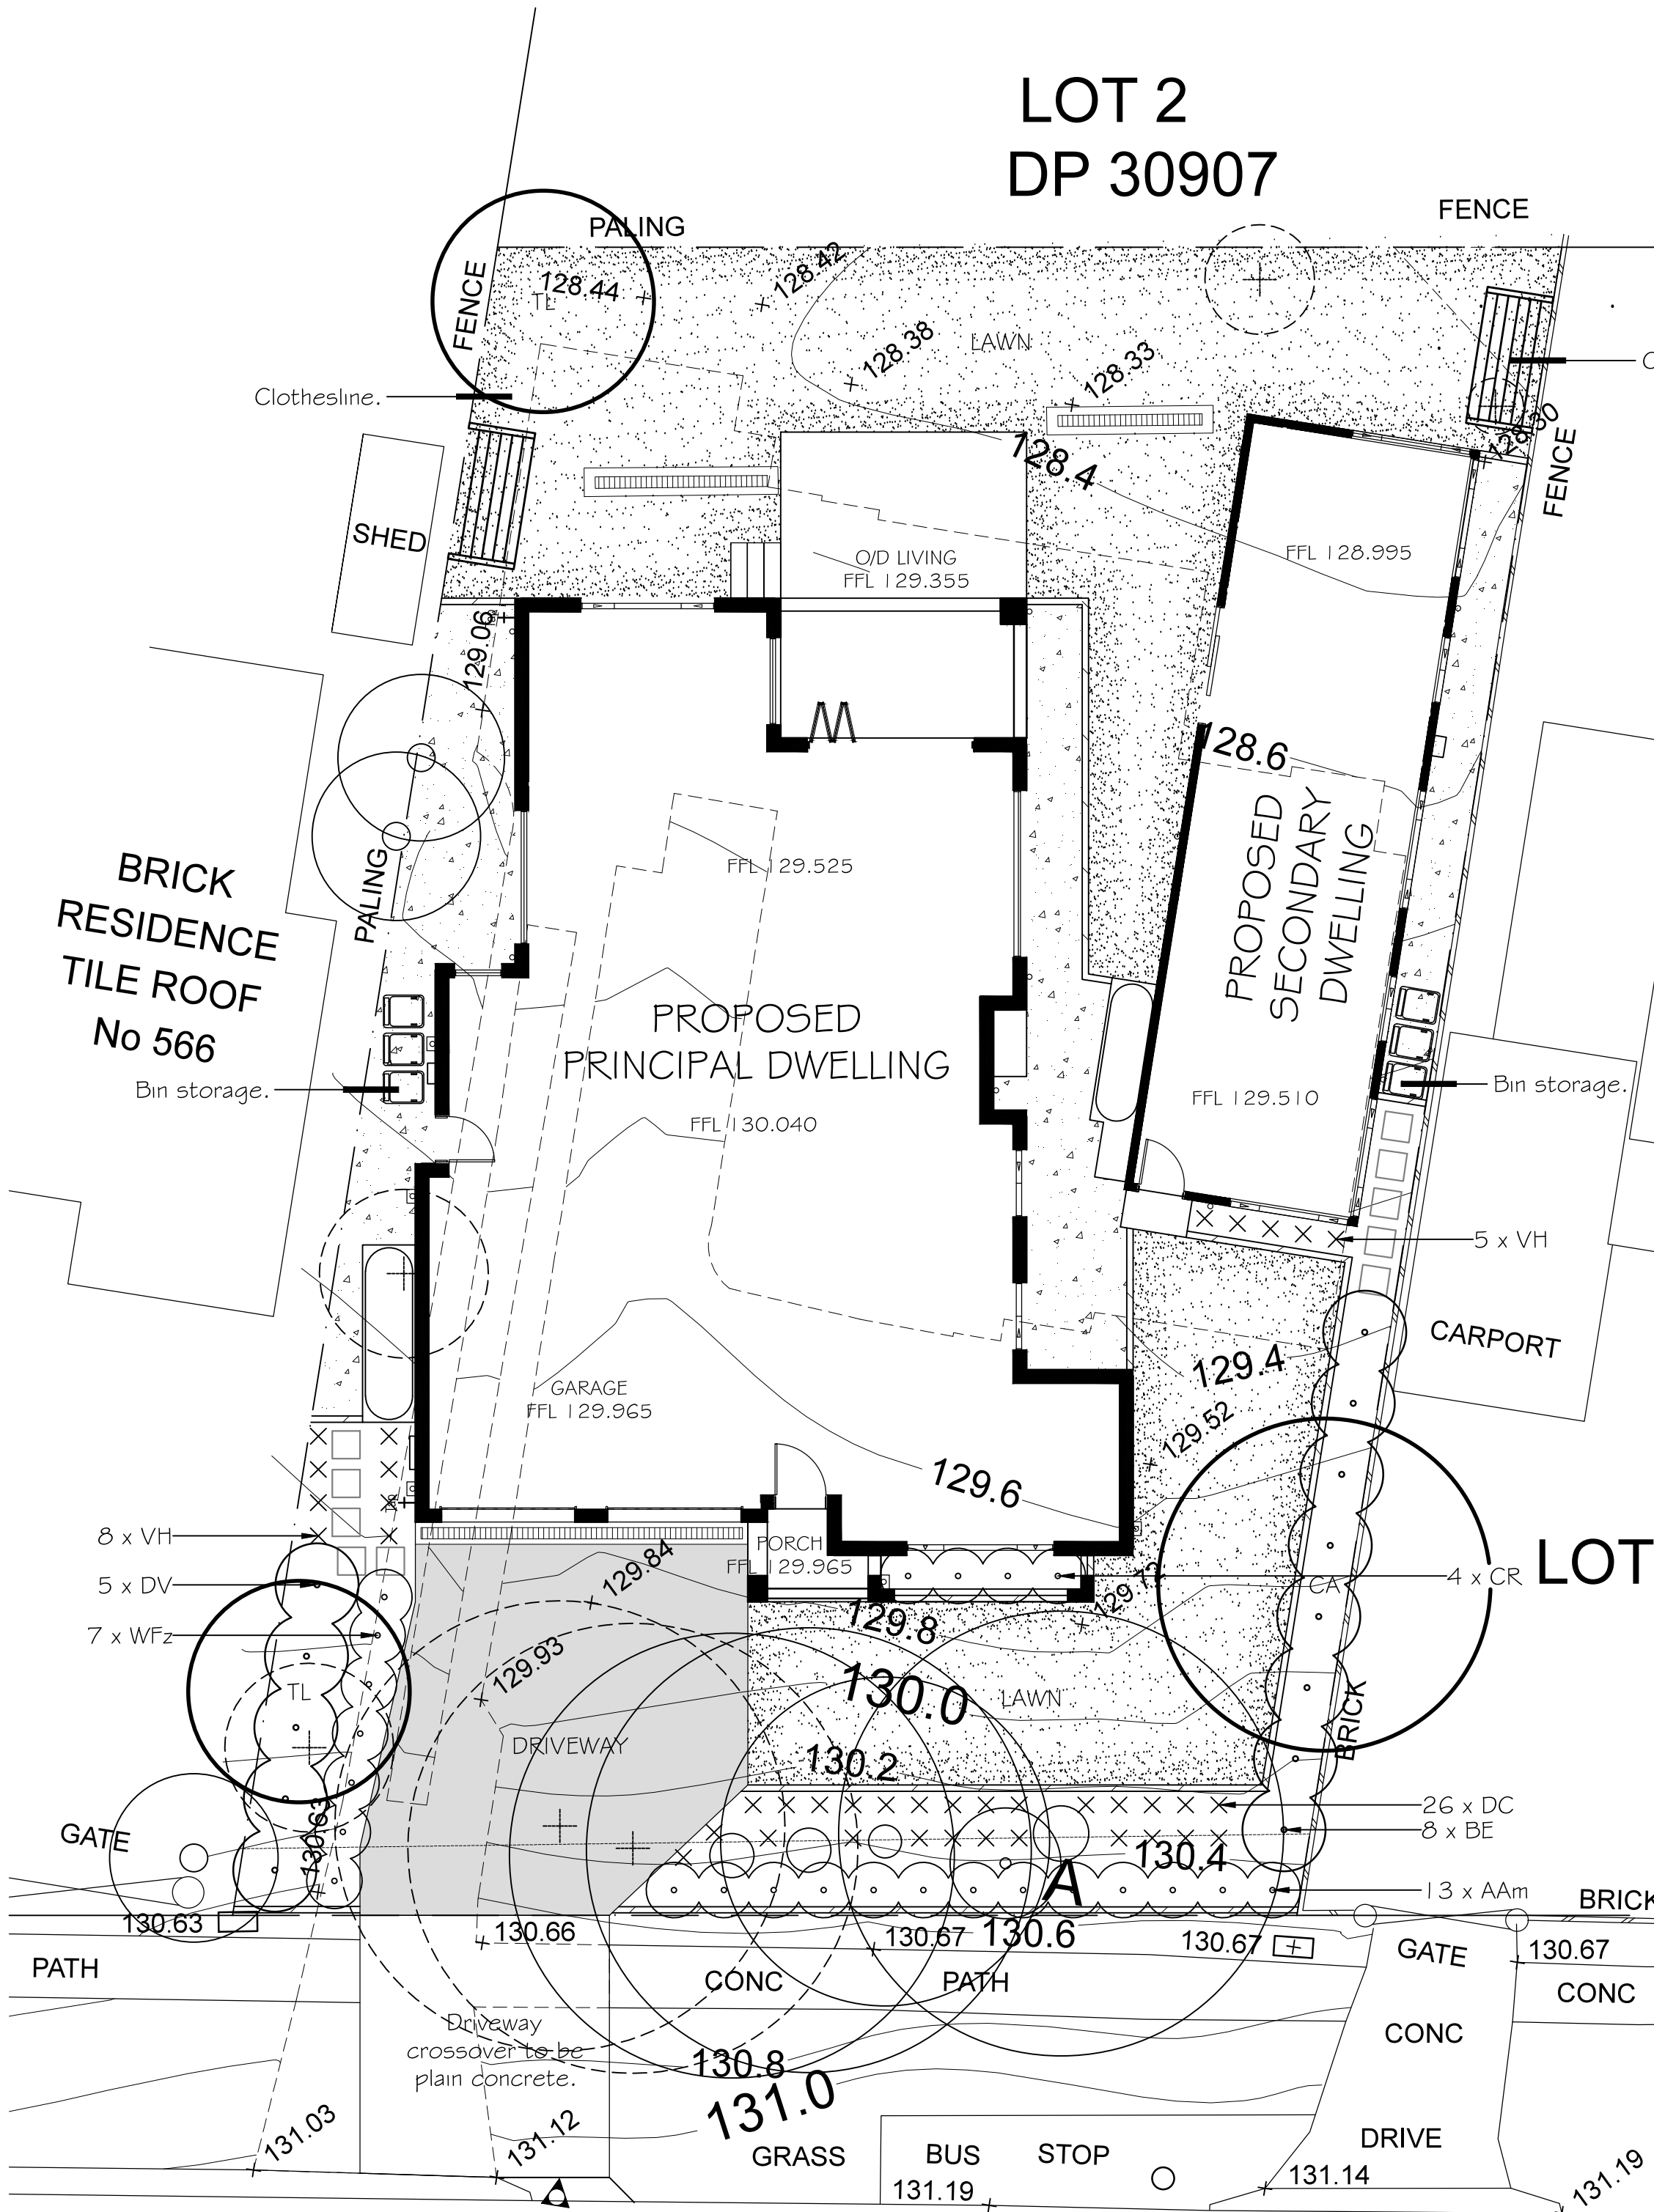 LOT 2
DP 30907
PALING
FENCE
FENCE
128.44
TL
128.42
128.38
LAWN
128.33
Clothesline.
C
128.30
FENCE
128.4
SHED
O/D LIVING
FFL 129.355
FFL 128.995
129.06
128.6
PROPOSED
SECONDARY
DWELLING
BRICK
RESIDENCE
TILE ROOF
No 566
PALING
FFL 129.525
PROPOSED
PRINCIPAL DWELLING
Bin storage.
Bin storage.
FFL 129.510
FFL 130.040
5 x VH
CARPORT
129.4
GARAGE
FFL 129.965
129.52
129.6
8 x VH
5 x DV
7 x WFz
PORCH
FFL 129.965
129.84
4 x CR
LOT
CA
129.8
129.93
TL
130.0
LAWN
BRICK
DRIVEWAY
130.2
26 x DC
8 x BE
GATE
130.63
130.4
A
13 x AAm
BRICK
130.63
130.66
130.67
130.6
130.67
GATE
130.67
PATH
CONC
PATH
CONC
Driveway
crossover to be
plain concrete.
CONC
130.8
131.0
131.03
131.12
GRASS
BUS
STOP
DRIVE
131.19
131.14
131.19